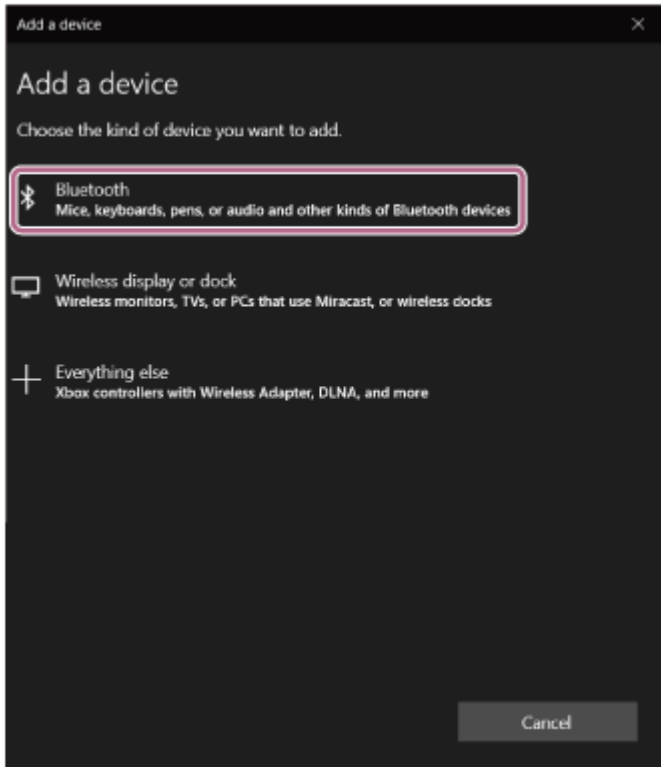 Add a device
Add a device
Choose the kind of device you want to add.
Bluetooth
Mice, keyboards, pens, or audio and other kinds of Bluetooth devices
Wireless display or dock
Wireless monitors, TVs, or PCs that use Miracast, or wireless docks
Everything else
Xbox controllers with Wireless Adapter, DLNA, and more
Cancel